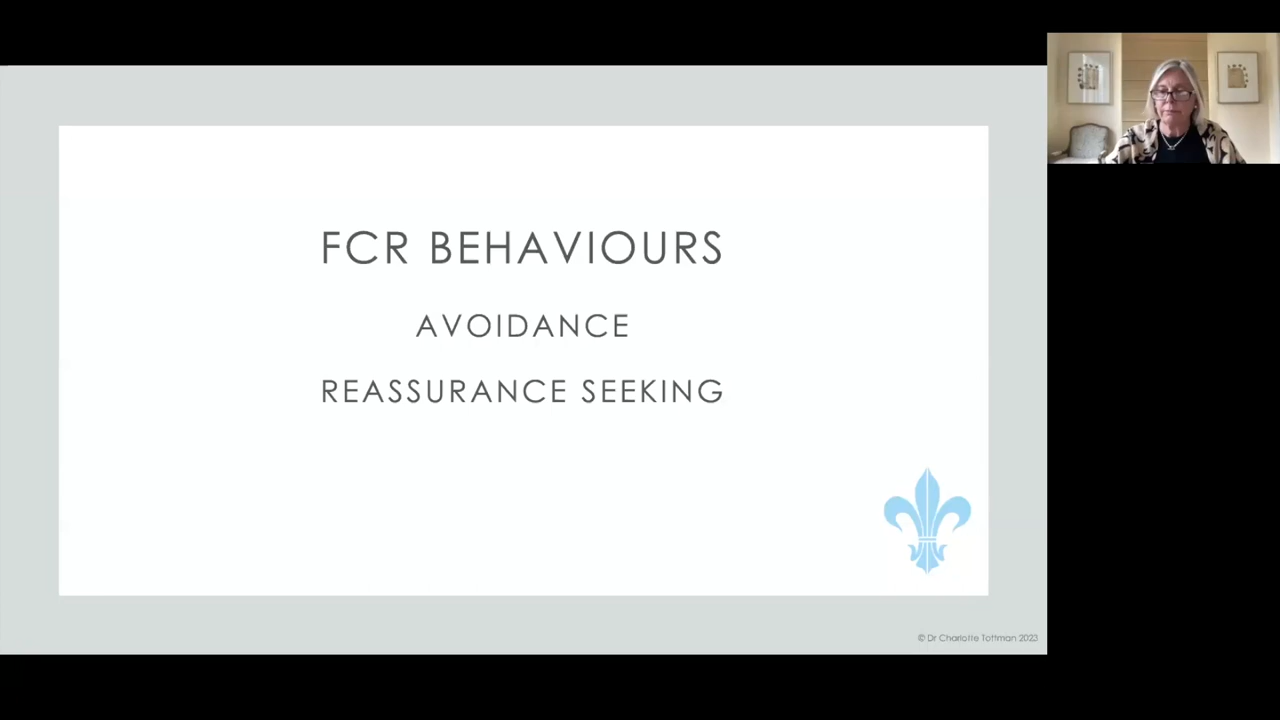 FCR BEHAVIOURS
AVOIDANCE
REASSURANCE SEEKING
© Dr Charlotte Tottman 2023